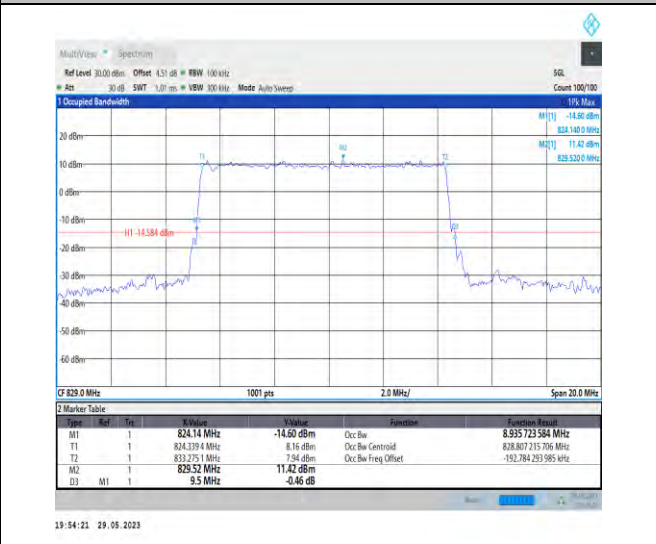 MultiView Spectrum
Ref Level 30.00 dBm Offset 4.51 dB RBW 100 kHz SGL
Att 30 dB SWT 1.01 ms VBW 300 kHz Mode Auto Sweep Count 100/100
1 Occupied Bandwidth 1Pk Max
M1[1] -14.60 dBm
824.140 0 MHz
M2[1] 11.42 dBm
829.520 0 MHz
20 dBm
M2
T1 T2
10 dBm
0 dBm
-10 dBm
M1
D3
H1 -14.584 dBm
-20 dBm
-30 dBm
-40 dBm
-50 dBm
-60 dBm
CF 829.0 MHz 1001 pts 2.0 MHz/ Span 20.0 MHz
2 Marker Table
Type Ref Trc X-Value Y-Value Function Function Result
M1 1 824.14 MHz -14.60 dBm Occ Bw 8.935 723 584 MHz
T1 1 824.339 4 MHz 8.16 dBm Occ Bw Centroid 828.807 215 706 MHz
T2 1 833.275 1 MHz 7.94 dBm Occ Bw Freq Offset -192.784 293 985 kHz
M2 1 829.52 MHz 11.42 dBm
D3 M1 1 9.5 MHz -0.46 dB
19:54:21 29.05.2023